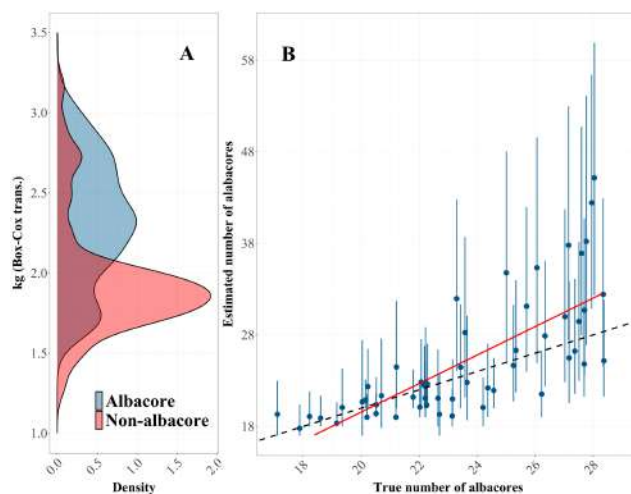 A
B
kg (Box-Cox trans.)
3.5
3.0
2.5
2.0
1.5
1.0
Albacore
Non-albacore
0.0
0.5
1.0
1.5
2.0
Density
Estimated number of alabacores
58
48
38
28
18
18
20
22
24
26
28
True number of albacores